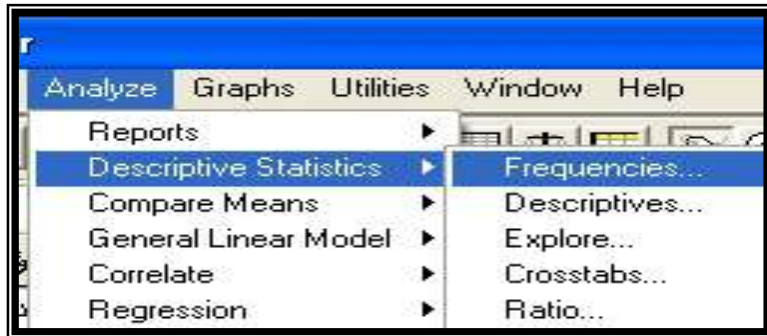 r
Analyze Graphs Utilities Window Help
Reports
Descriptive Statistics Frequencies...
Compare Means Descriptives...
General Linear Model Explore...
Correlate Crosstabs...
Regression Ratio...